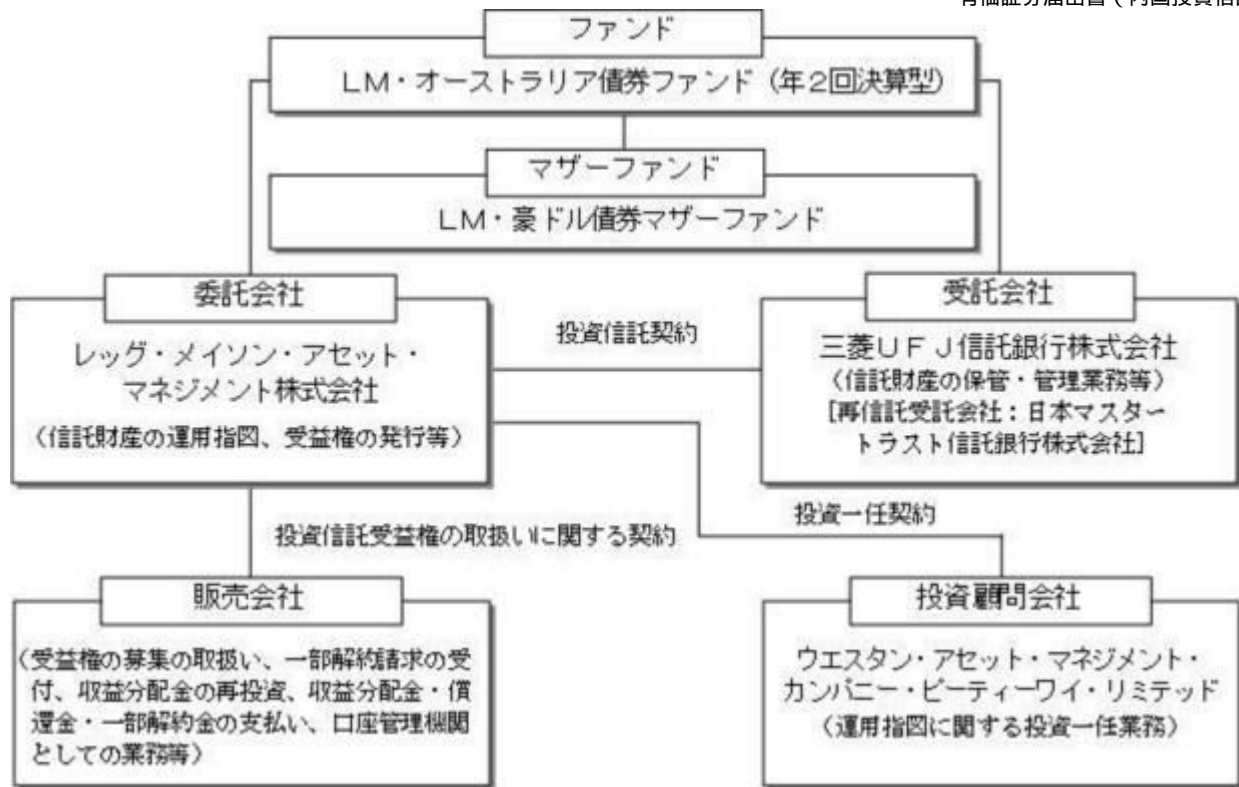 有価証券届出書（内国投資信
ファンド
ＬＭ・オーストラリア債券ファンド（年２回決算型）
マザーファンド
ＬＭ・豪ドル債券マザーファンド
委託会社
レッグ・メイソン・アセット・
マネジメント株式会社
（信託財産の運用指図、受益権の発行等）
投資信託契約
受託会社
三菱ＵＦＪ信託銀行株式会社
（信託財産の保管・管理業務等）
［再信託受託会社：日本マスター
トラスト信託銀行株式会社］
投資信託受益権の取扱いに関する契約
投資一任契約
販売会社
（受益権の募集の取扱い、一部解約請求の受
付、収益分配金の再投資、収益分配金・償
還金・一部解約金の支払い、口座管理機関
としての業務等）
投資顧問会社
ウエスタン・アセット・マネジメント・
カンパニー・ピーティーワイ・リミテッド
（運用指図に関する投資一任業務）